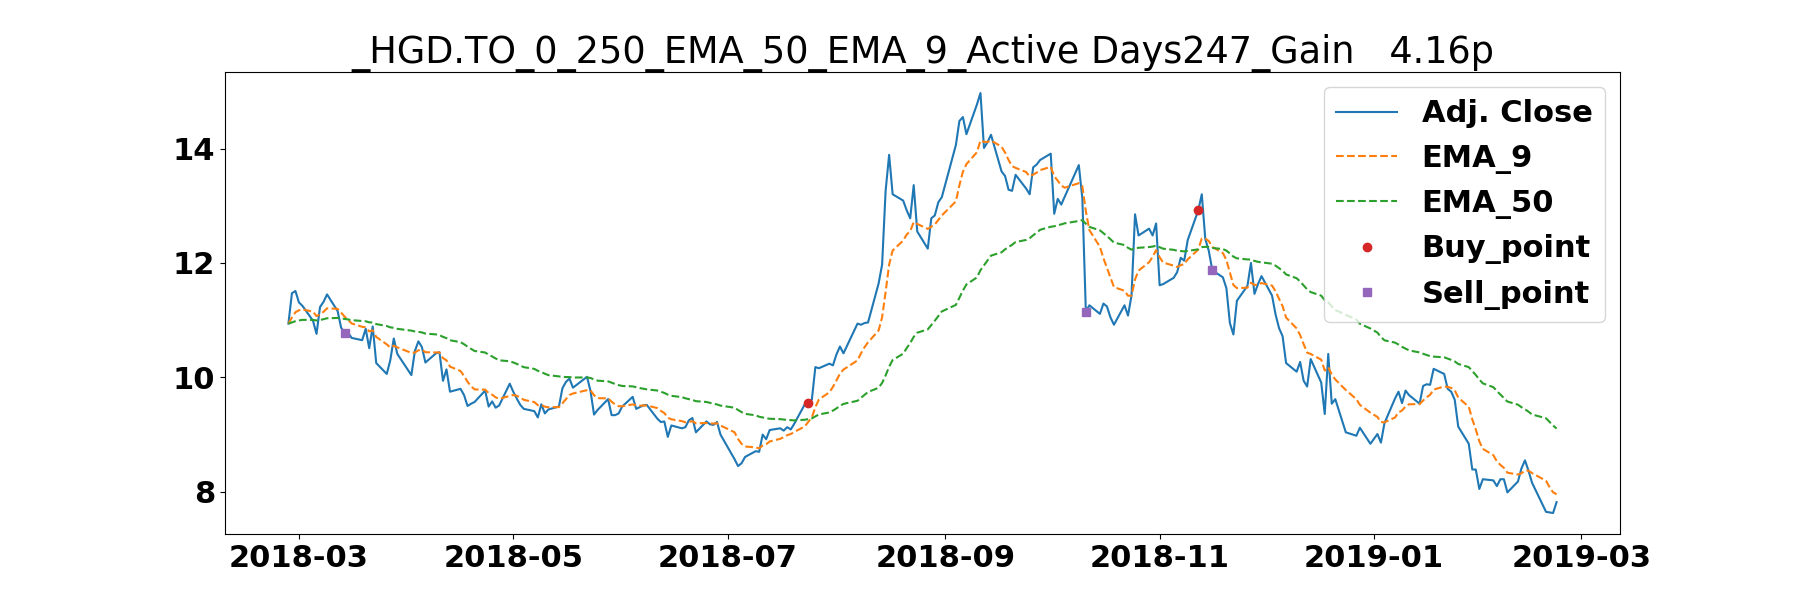 _HGD.TO_0_250_EMA_50_EMA_9_Active Days247_Gain   4.16p
Adj. Close
EMA_9
EMA_50
Buy_point
Sell_point
14
12
10
8
2018-03 2018-05 2018-07 2018-09 2018-11 2019-01 2019-03